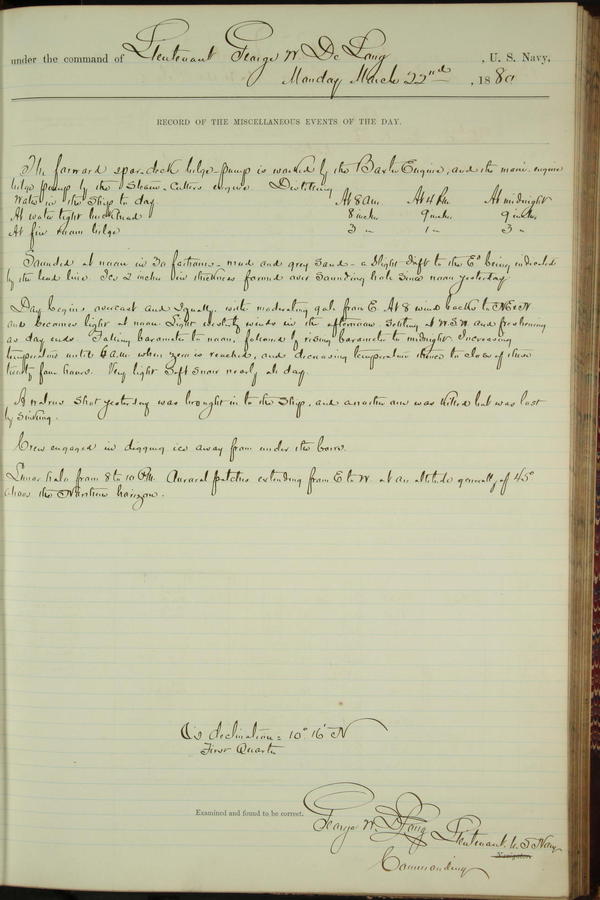 under the command of Lieutenant George W. De Long, U. S. Navy,
Monday March 22nd, 1880
RECORD OF THE MISCELLANEOUS EVENTS OF THE DAY.
The forward spar-deck bilge-pump is worked by the Baxter Engine, and the main engine
bilge pump by the Steam-Cutters engine. Distilling
Water in the Ship to day At 8 am. At 4 P.m. At midnight
At water tight bulkhead 8 inches 9 inches 9 inches
At fire room bilge 3 " 1 " 3 "
Sounded at noon in 30 fathoms - mud and grey sand - a slight drift to the Ed being indicated
by the lead line. Ice 2 inches in thickness formed over sounding hole since noon yesterday
Day begins overcast and squally with moderating gale from E. At 8 wind backs to NExN
and becomes light at noon. Light westerly winds in the afternoon settling at W.S.W. and freshening
as day ends. Falling barometer to noon, followed by rising barometer to midnight. Increasing
temperature until 6 a.m. when zero is reached, and decreasing temperature thence to close of these
twenty four hours. Very light soft snow nearly all day.
A walrus shot yesterday was brought in to the ship, and another one was killed but was lost
by sinking.
Crew engaged in digging ice away from under the bows.
Lunar halo from 8 to 10 P.M. Auroral patches extending from E to W. at an altitude generally of 45°
above the Northern horizon.
☾'s declination = 10° 16' N
First Quarter
Examined and found to be correct.
George W. De Long Lieutenant U. S. Navy
Navigator.
Commanding